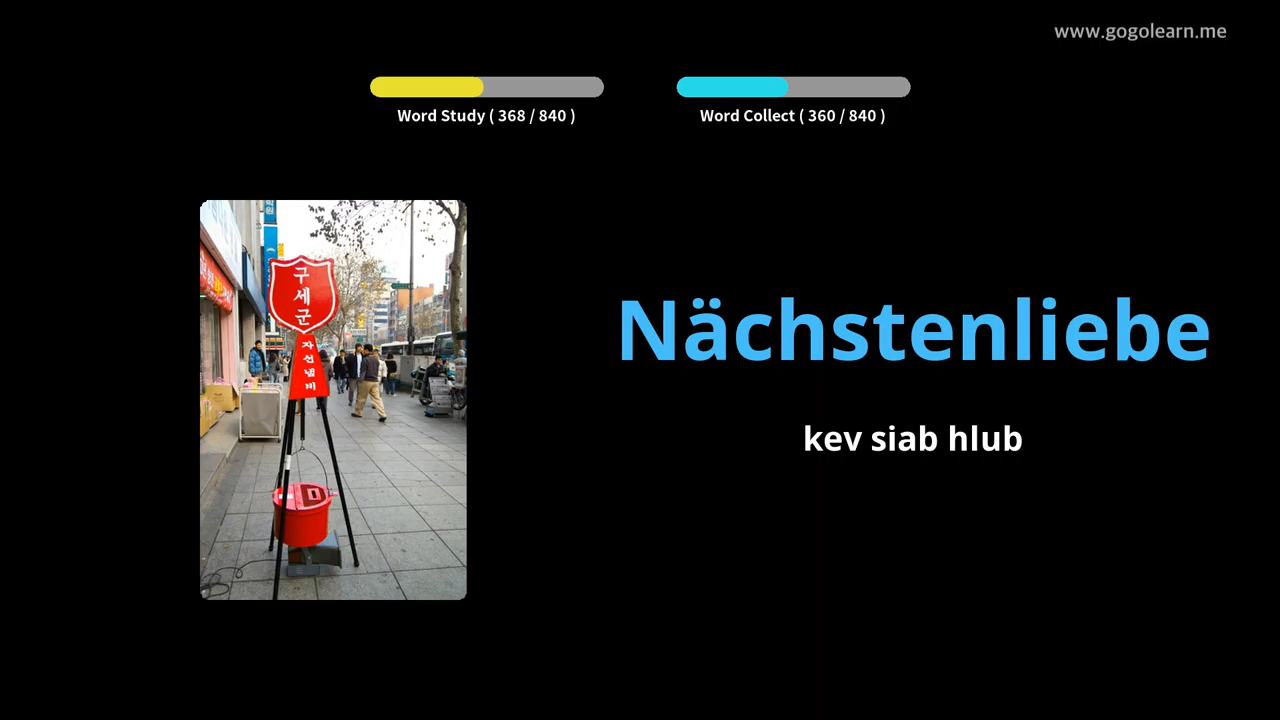 www.gogolearn.me
Word Study ( 368 / 840 )
Word Collect ( 360 / 840 )
구
세
군
자
선
냄
비
Nächstenliebe
kev siab hlub